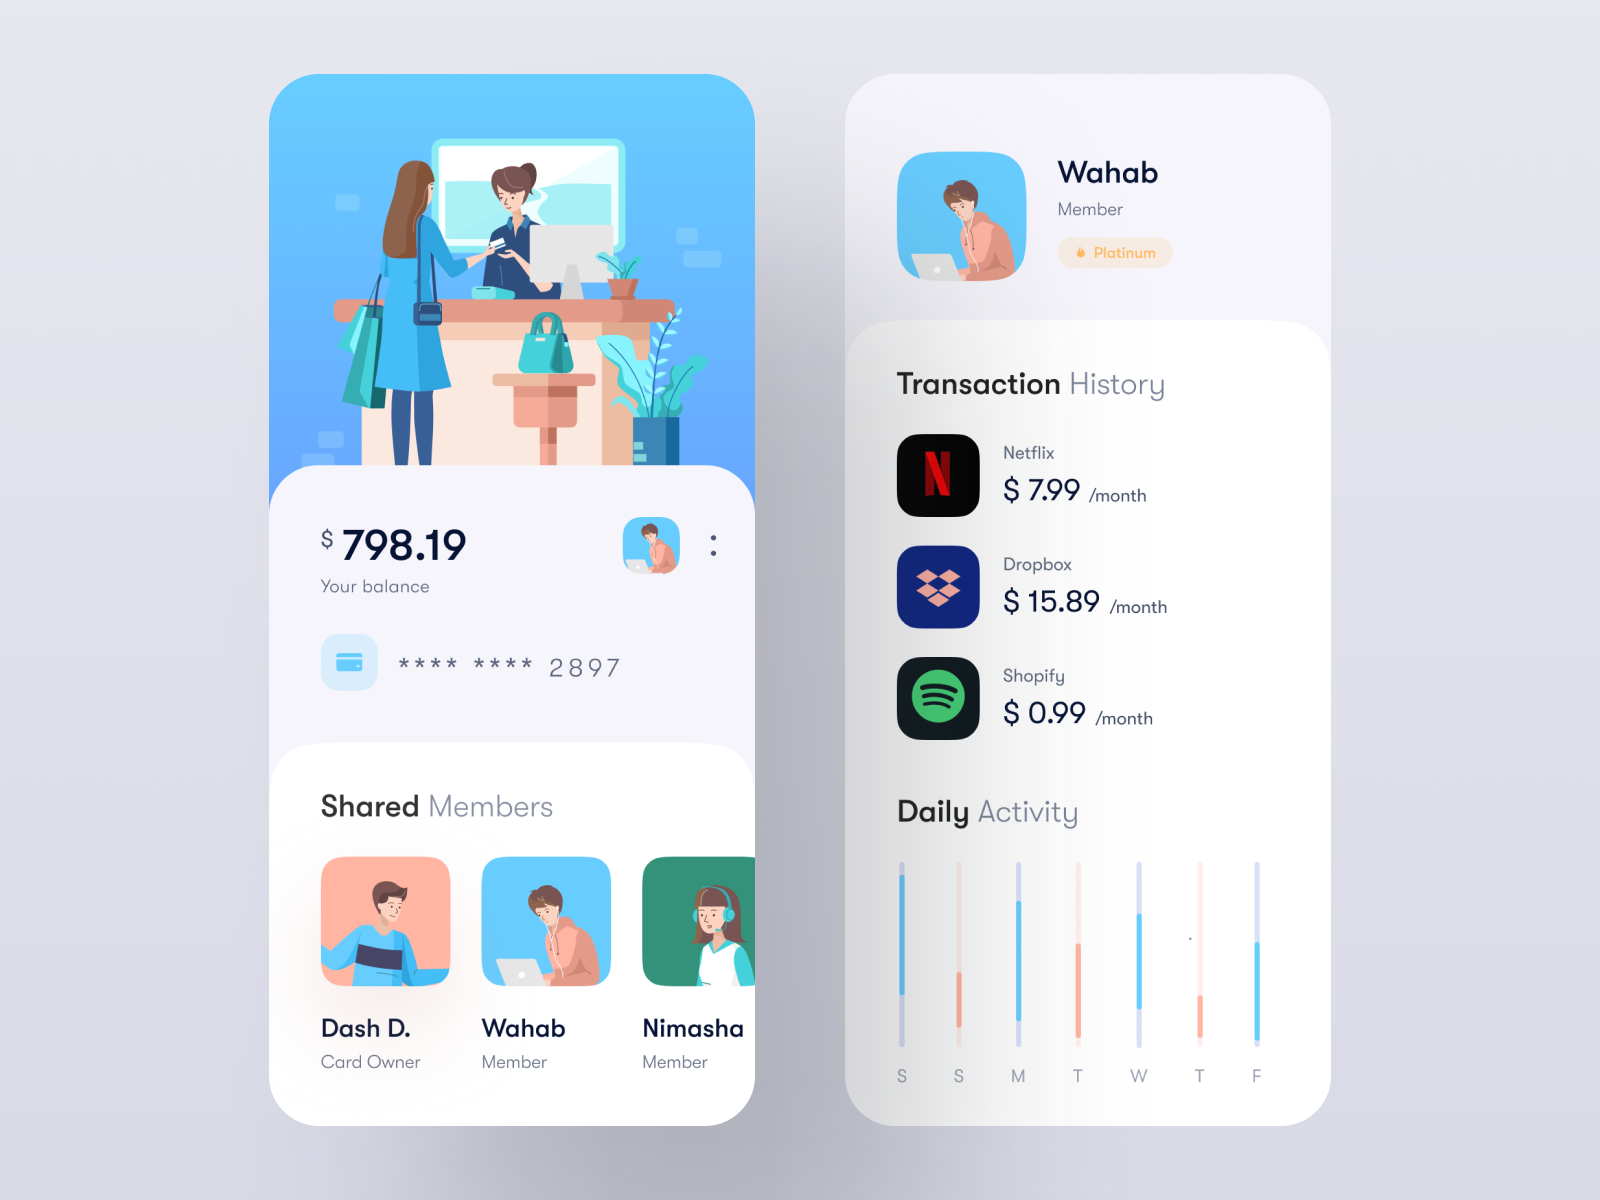 $ 798.19
Your balance
**** **** 2897
Shared Members
Dash D.
Card Owner
Wahab
Member
Nimasha
Member
Wahab
Member
Platinum
Transaction History
N
Netflix
$ 7.99 /month
Dropbox
$ 15.89 /month
Shopify
$ 0.99 /month
Daily Activity
S S M T W T F